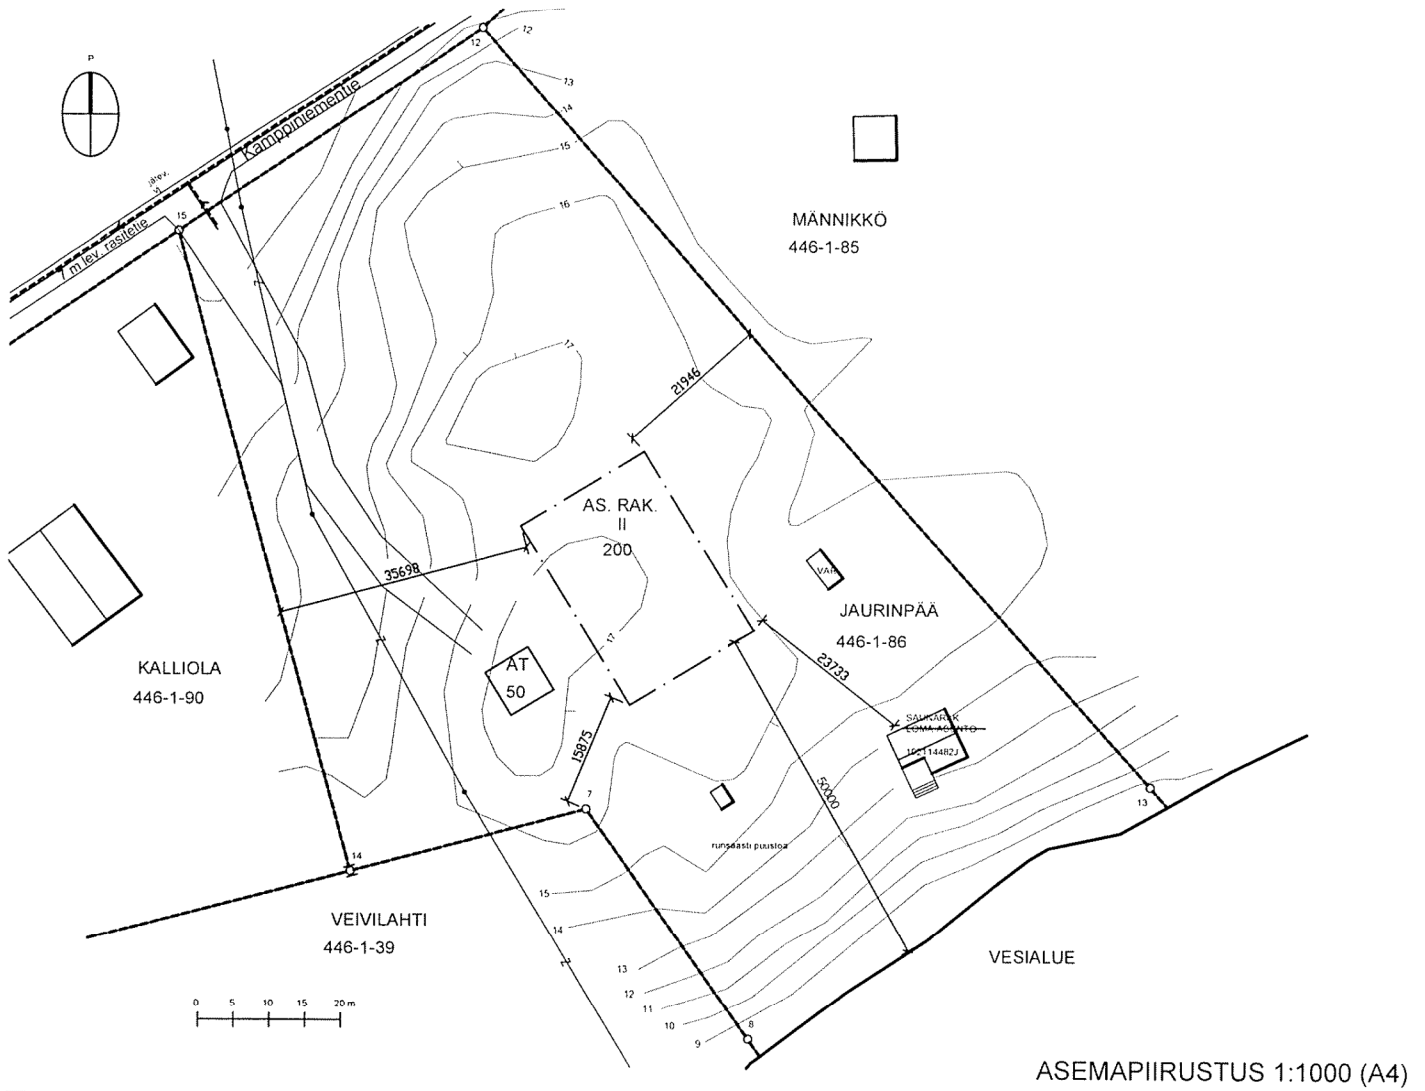 P
12
12
13
14
15
16
Kamppiniementie
jätev.
15
7 m lev. rasitetie
MÄNNIKKÖ
446-1-85
17
21946
AS. RAK.
II
200
35698
VAR
JAURINPÄÄ
446-1-86
17
KALLIOLA
446-1-90
AT
50
23733
SAUNARAK
LOMA-ASUNTO
102114482J
15875
50000
7
13
runsaasti puustoa
14
15
VEIVILAHTI
446-1-39
14
13
12
11
10
9
8
VESIALUE
0 5 10 15 20 m
ASEMAPIIRUSTUS 1:1000 (A4)